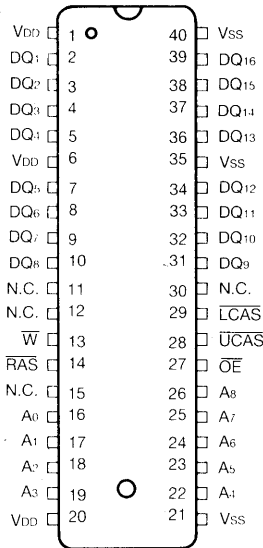 VDD 1 40 VSS
DQ1 2 39 DQ16
DQ2 3 38 DQ15
DQ3 4 37 DQ14
DQ4 5 36 DQ13
VDD 6 35 VSS
DQ5 7 34 DQ12
DQ6 8 33 DQ11
DQ7 9 32 DQ10
DQ8 10 31 DQ9
N.C. 11 30 N.C.
N.C. 12 29 LCAS
W 13 28 UCAS
RAS 14 27 OE
N.C. 15 26 A8
A0 16 25 A7
A1 17 24 A6
A2 18 23 A5
A3 19 22 A4
VDD 20 21 VSS